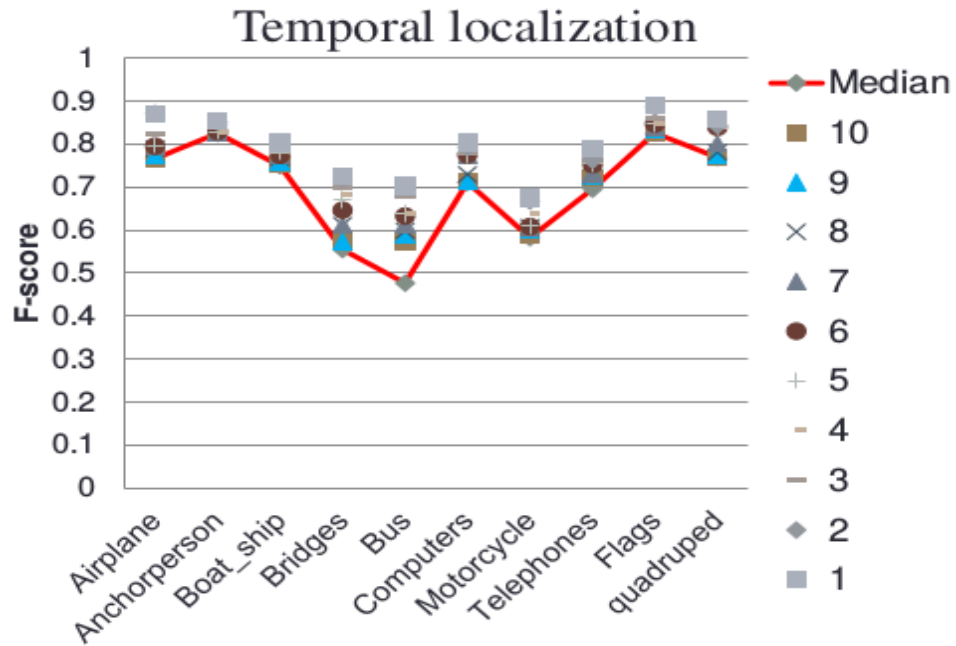 Temporal localization
1
0.9
0.8
0.7
0.6
0.5
0.4
0.3
0.2
0.1
0
F-score
Airplane
Anchorperson
Boat_ship
Bridges
Bus
Computers
Motorcycle
Telephones
Flags
quadruped
Median
10
9
8
7
6
5
4
3
2
1